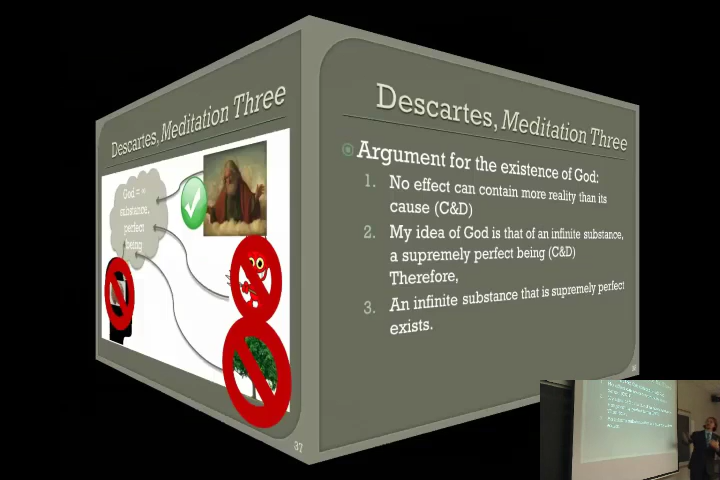 Descartes, Meditation Three
God = ∞
substance,
perfect
being
37
Descartes, Meditation Three
Argument for the existence of God:
1. No effect can contain more reality than its
cause (C&D)
2. My idea of God is that of an infinite substance,
a supremely perfect being (C&D)
Therefore,
3. An infinite substance that is supremely perfect
exists.